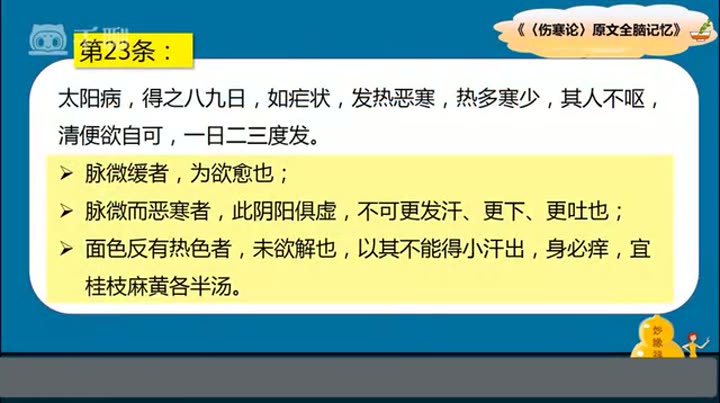 《〈伤寒论〉原文全脑记忆》
第23条：
太阳病，得之八九日，如疟状，发热恶寒，热多寒少，其人不呕，
清便欲自可，一日二三度发。
➢ 脉微缓者，为欲愈也；
➢ 脉微而恶寒者，此阴阳俱虚，不可更发汗、更下、更吐也；
➢ 面色反有热色者，未欲解也，以其不能得小汗出，身必痒，宜
桂枝麻黄各半汤。